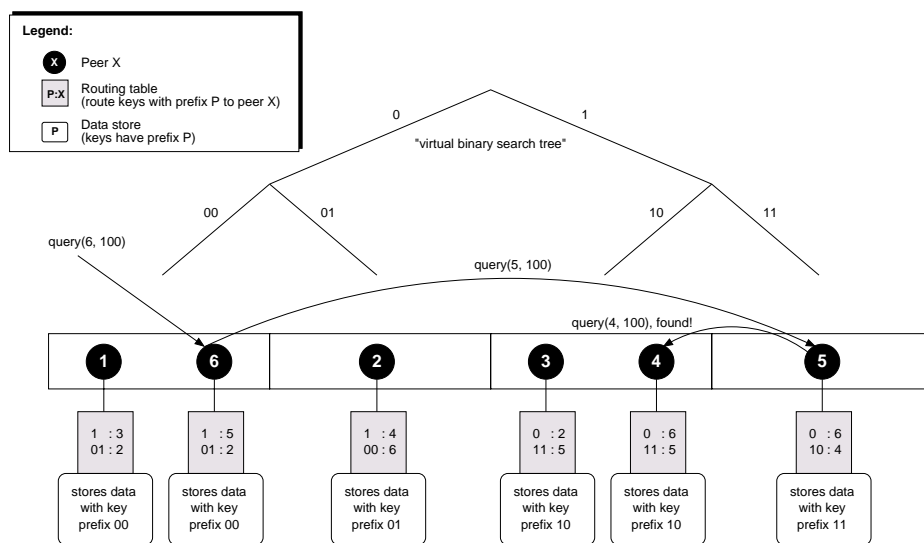 Legend:
X Peer X
P:X Routing table
(route keys with prefix P to peer X)
P Data store
(keys have prefix P)
0 1
"virtual binary search tree"
00 01 10 11
query(6, 100)
query(5, 100)
query(4, 100), found!
1 6 2 3 4 5
1 : 3
01 : 2
1 : 5
01 : 2
1 : 4
00 : 6
0 : 2
11 : 5
0 : 6
11 : 5
0 : 6
10 : 4
stores data
with key
prefix 00
stores data
with key
prefix 00
stores data
with key
prefix 01
stores data
with key
prefix 10
stores data
with key
prefix 10
stores data
with key
prefix 11